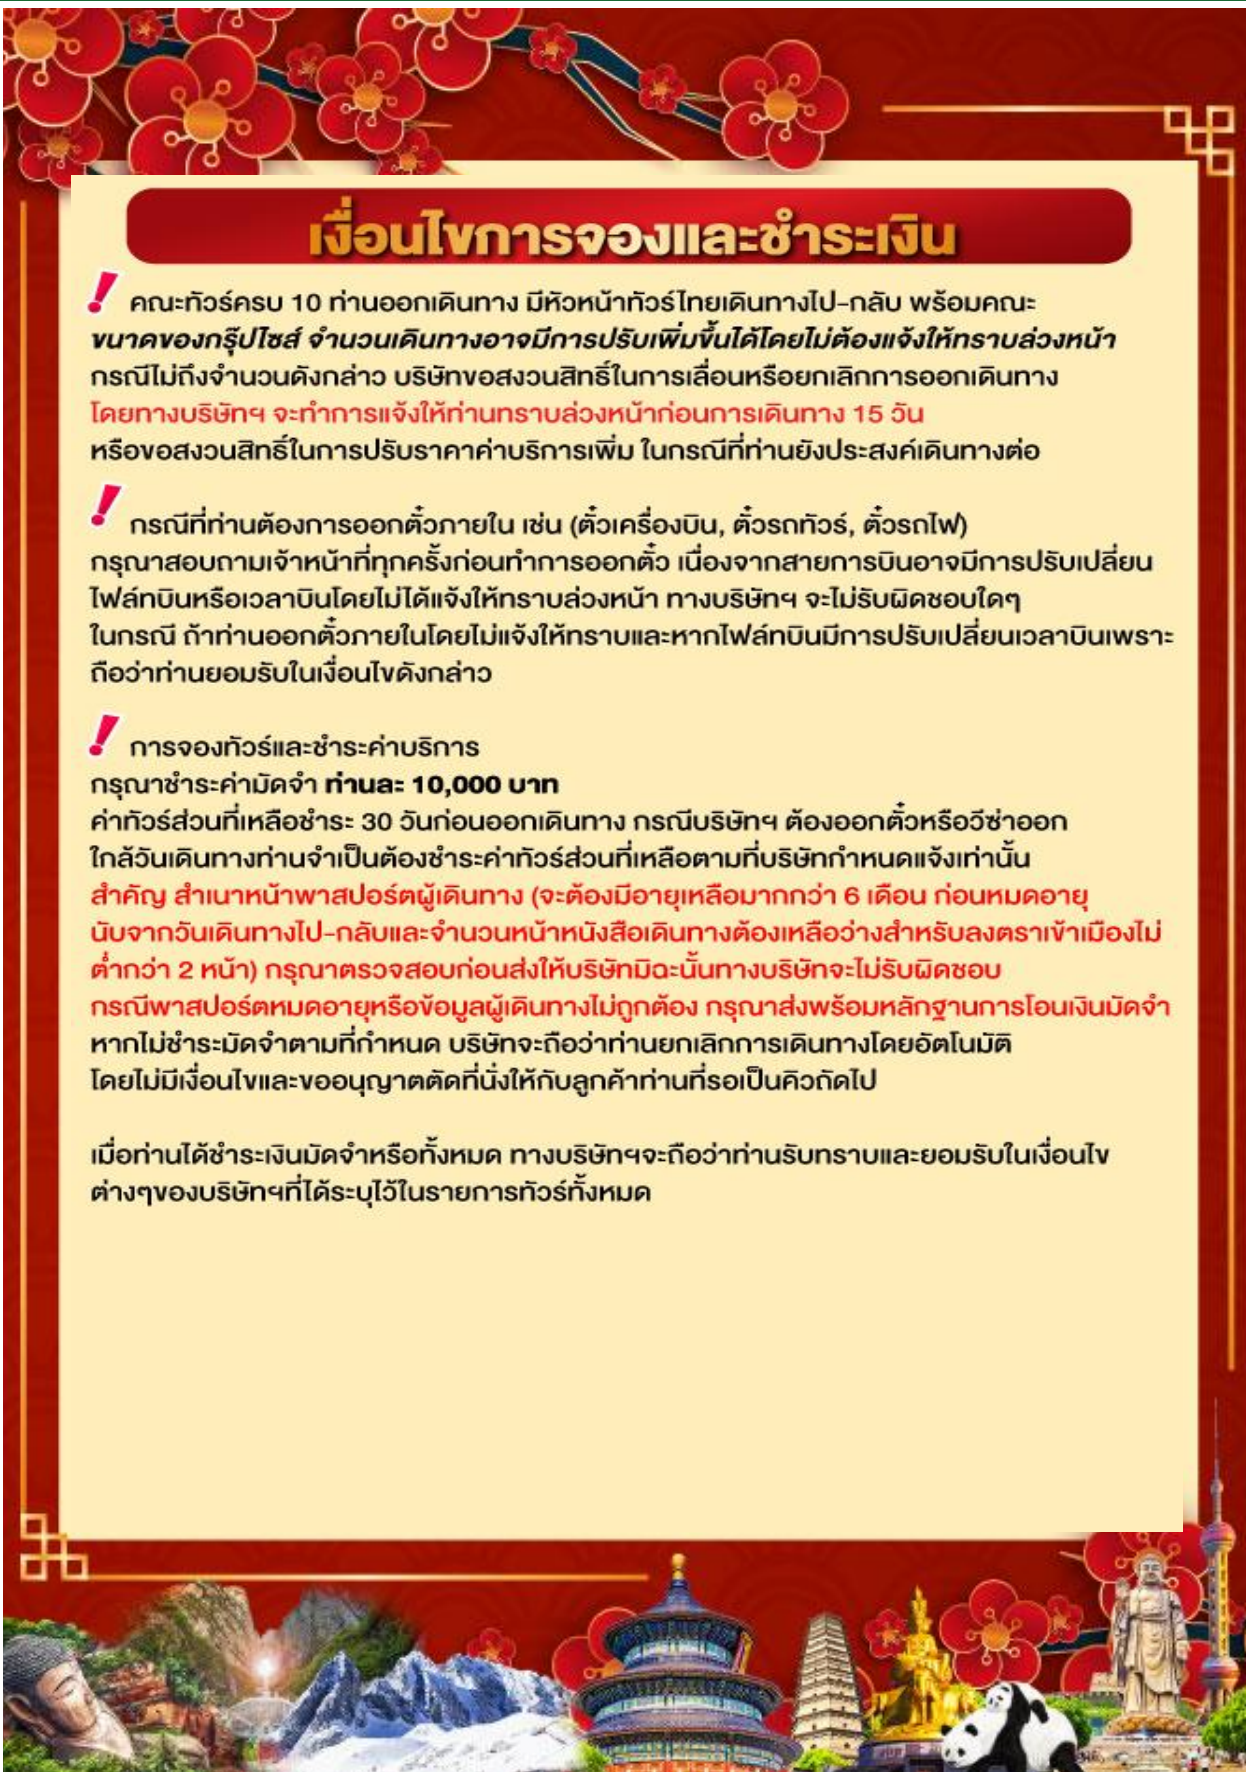 เงื่อนไขการจองและชำระเงิน
! คณะทัวร์ครบ 10 ท่านออกเดินทาง มีหัวหน้าทัวร์ไทยเดินทางไป-กลับ พร้อมคณะ
ขนาดของกรุ๊ปไซส์ จำนวนเดินทางอาจมีการปรับเพิ่มขึ้นได้โดยไม่ต้องแจ้งให้ทราบล่วงหน้า
กรณีไม่ถึงจำนวนดังกล่าว บริษัทขอสงวนสิทธิ์ในการเลื่อนหรือยกเลิกการออกเดินทาง
โดยทางบริษัทฯ จะทำการแจ้งให้ท่านทราบล่วงหน้าก่อนการเดินทาง 15 วัน
หรือขอสงวนสิทธิ์ในการปรับราคาค่าบริการเพิ่ม ในกรณีที่ท่านยังประสงค์เดินทางต่อ
! กรณีที่ท่านต้องการออกตั๋วภายใน เช่น (ตั๋วเครื่องบิน, ตั๋วรถทัวร์, ตั๋วรถไฟ)
กรุณาสอบถามเจ้าหน้าที่ทุกครั้งก่อนทำการออกตั๋ว เนื่องจากสายการบินอาจมีการปรับเปลี่ยน
ไฟล์ทบินหรือเวลาบินโดยไม่ได้แจ้งให้ทราบล่วงหน้า ทางบริษัทฯ จะไม่รับผิดชอบใดๆ
ในกรณี ถ้าท่านออกตั๋วภายในโดยไม่แจ้งให้ทราบและหากไฟล์ทบินมีการปรับเปลี่ยนเวลาบินเพราะ
ถือว่าท่านยอมรับในเงื่อนไขดังกล่าว
! การจองทัวร์และชำระค่าบริการ
กรุณาชำระค่ามัดจำ ท่านละ 10,000 บาท
ค่าทัวร์ส่วนที่เหลือชำระ 30 วันก่อนออกเดินทาง กรณีบริษัทฯ ต้องออกตั๋วหรือวีซ่าออก
ใกล้วันเดินทางท่านจำเป็นต้องชำระค่าทัวร์ส่วนที่เหลือตามที่บริษัทกำหนดแจ้งเท่านั้น
สำคัญ สำเนาหน้าพาสปอร์ตผู้เดินทาง (จะต้องมีอายุเหลือมากกว่า 6 เดือน ก่อนหมดอายุ
นับจากวันเดินทางไป-กลับและจำนวนหน้าหนังสือเดินทางต้องเหลือว่างสำหรับลงตราเข้าเมืองไม่
ต่ำกว่า 2 หน้า) กรุณาตรวจสอบก่อนส่งให้บริษัทมิฉะนั้นทางบริษัทจะไม่รับผิดชอบ
กรณีพาสปอร์ตหมดอายุหรือข้อมูลผู้เดินทางไม่ถูกต้อง กรุณาส่งพร้อมหลักฐานการโอนเงินมัดจำ
หากไม่ชำระมัดจำตามที่กำหนด บริษัทจะถือว่าท่านยกเลิกการเดินทางโดยอัตโนมัติ
โดยไม่มีเงื่อนไขและขออนุญาตตัดที่นั่งให้กับลูกค้าท่านที่รอเป็นคิวถัดไป
เมื่อท่านได้ชำระเงินมัดจำหรือทั้งหมด ทางบริษัทฯจะถือว่าท่านรับทราบและยอมรับในเงื่อนไข
ต่างๆของบริษัทฯที่ได้ระบุไว้ในรายการทัวร์ทั้งหมด